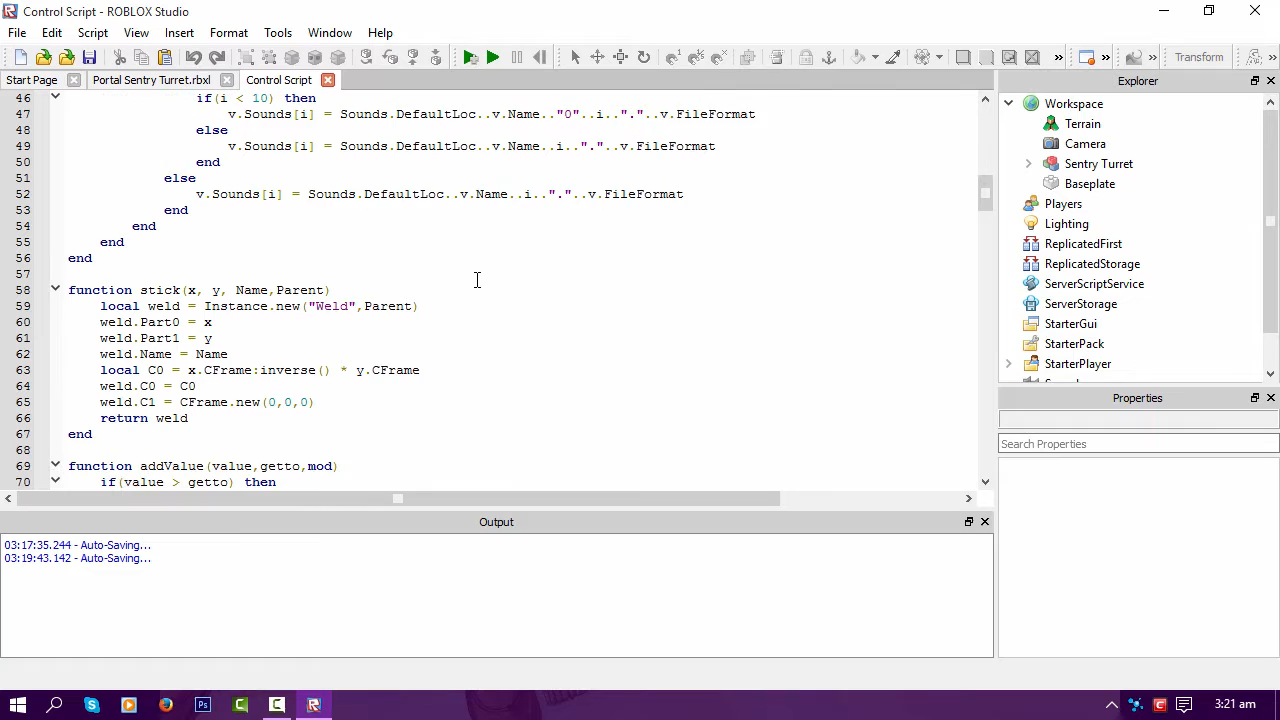 Control Script - ROBLOX Studio
File Edit Script View Insert Format Tools Window Help
Transform
Start Page Portal Sentry Turret.rbxl Control Script
46 if(i < 10) then
47 v.Sounds[i] = Sounds.DefaultLoc..v.Name.."0"..i.."."..v.FileFormat
48 else
49 v.Sounds[i] = Sounds.DefaultLoc..v.Name..i.."."..v.FileFormat
50 end
51 else
52 v.Sounds[i] = Sounds.DefaultLoc..v.Name..i.."."..v.FileFormat
53 end
54 end
55 end
56 end
57
58 function stick(x, y, Name,Parent)
59 local weld = Instance.new("Weld",Parent)
60 weld.Part0 = x
61 weld.Part1 = y
62 weld.Name = Name
63 local C0 = x.CFrame:inverse() * y.CFrame
64 weld.C0 = C0
65 weld.C1 = CFrame.new(0,0,0)
66 return weld
67 end
68
69 function addValue(value,getto,mod)
70 if(value > getto) then
Output
03:17:35.244 - Auto-Saving...
03:19:43.142 - Auto-Saving...
Explorer
Workspace
Terrain
Camera
Sentry Turret
Baseplate
Players
Lighting
ReplicatedFirst
ReplicatedStorage
ServerScriptService
ServerStorage
StarterGui
StarterPack
StarterPlayer
Properties
Search Properties
3:21 am